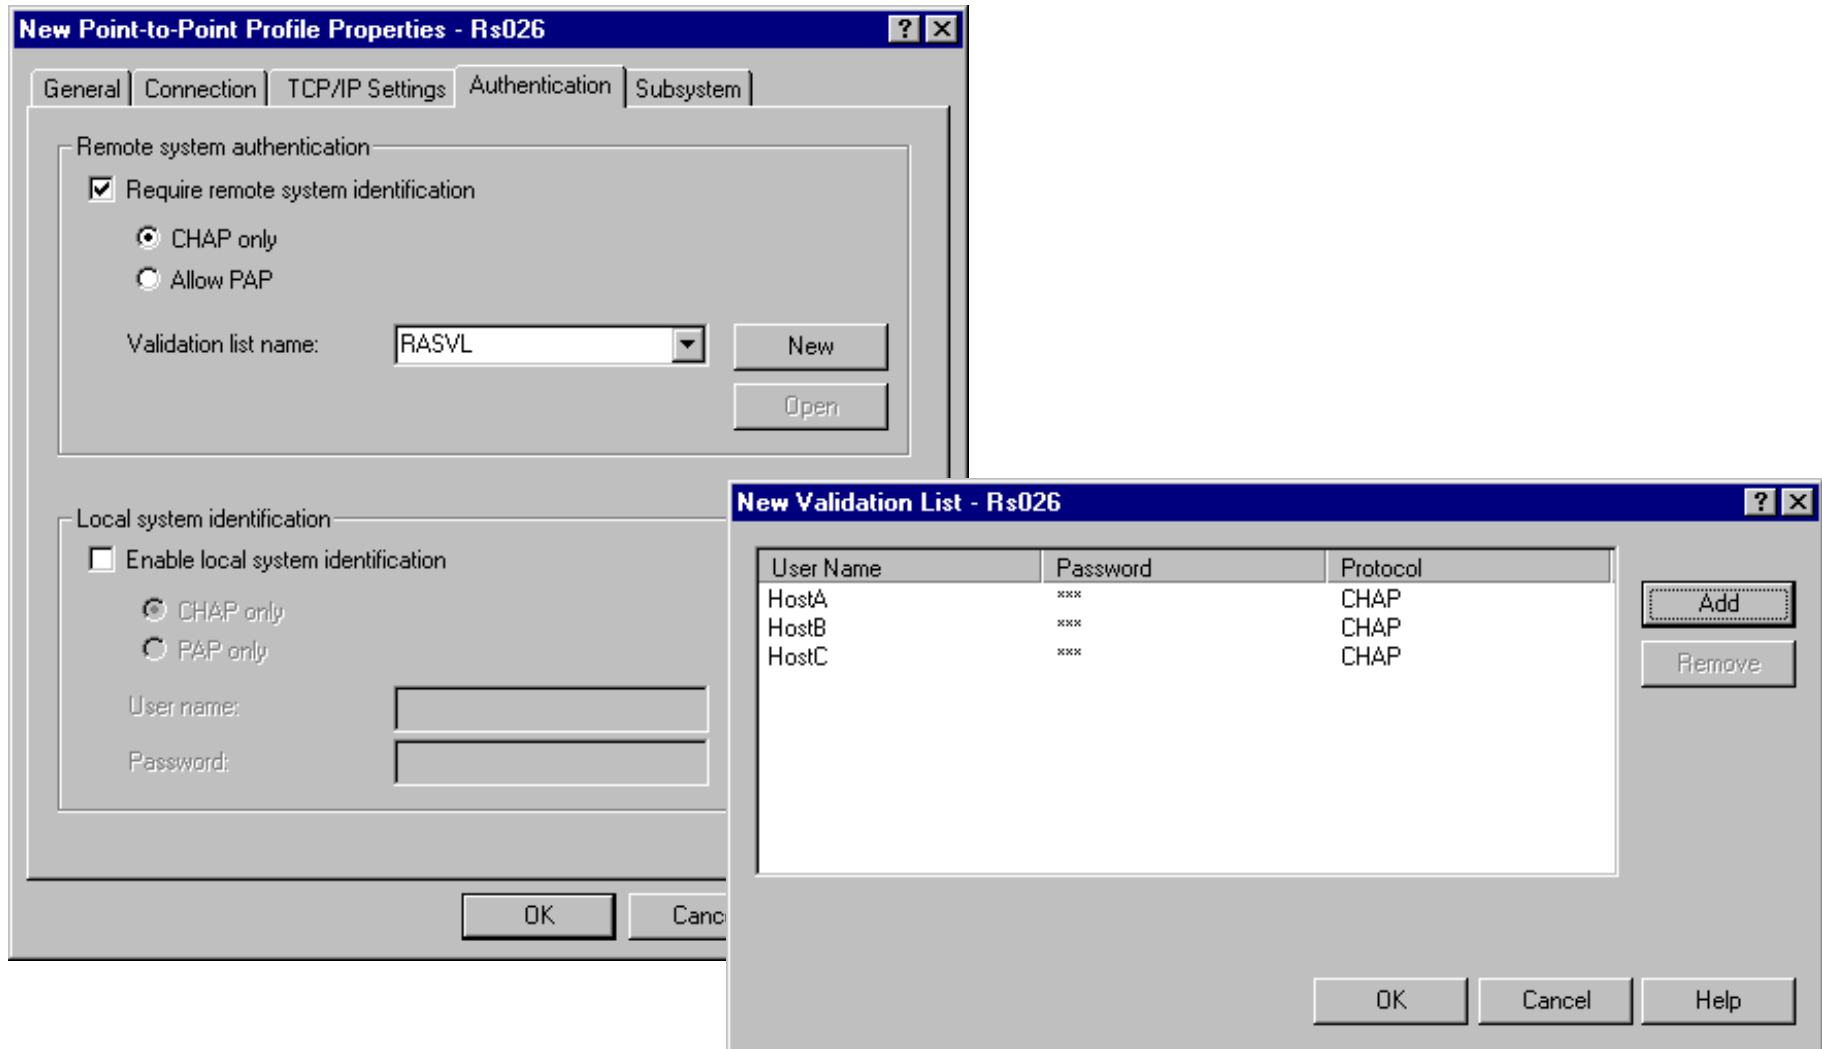 New Point-to-Point Profile Properties - Rs026
General Connection TCP/IP Settings Authentication Subsystem
Remote system authentication
Require remote system identification
CHAP only
Allow PAP
Validation list name: RASVL New
Open
Local system identification
Enable local system identification
CHAP only
PAP only
User name:
Password:
OK Canc
New Validation List - Rs026
User Name Password Protocol
HostA *** CHAP
HostB *** CHAP
HostC *** CHAP
Add
Remove
OK Cancel Help